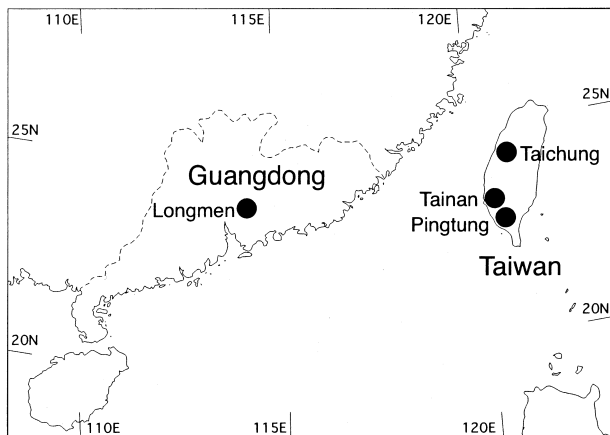 110E
115E
120E
25N
25N
Taichung
Guangdong
Longmen
Tainan
Pingtung
Taiwan
20N
20N
110E
115E
120E